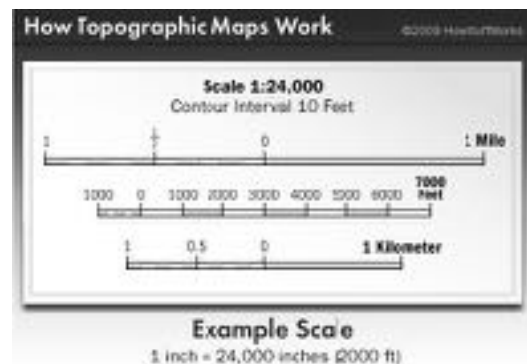 How Topographic Maps Work ©2009 HowStuffWorks
Scale 1:24,000
Contour Interval 10 Feet
1 0 1 Mile
1000 0 1000 2000 3000 4000 5000 6000 7000 Feet
1 0.5 0 1 Kilometer
Example Scale
1 inch = 24,000 inches (2000 ft)